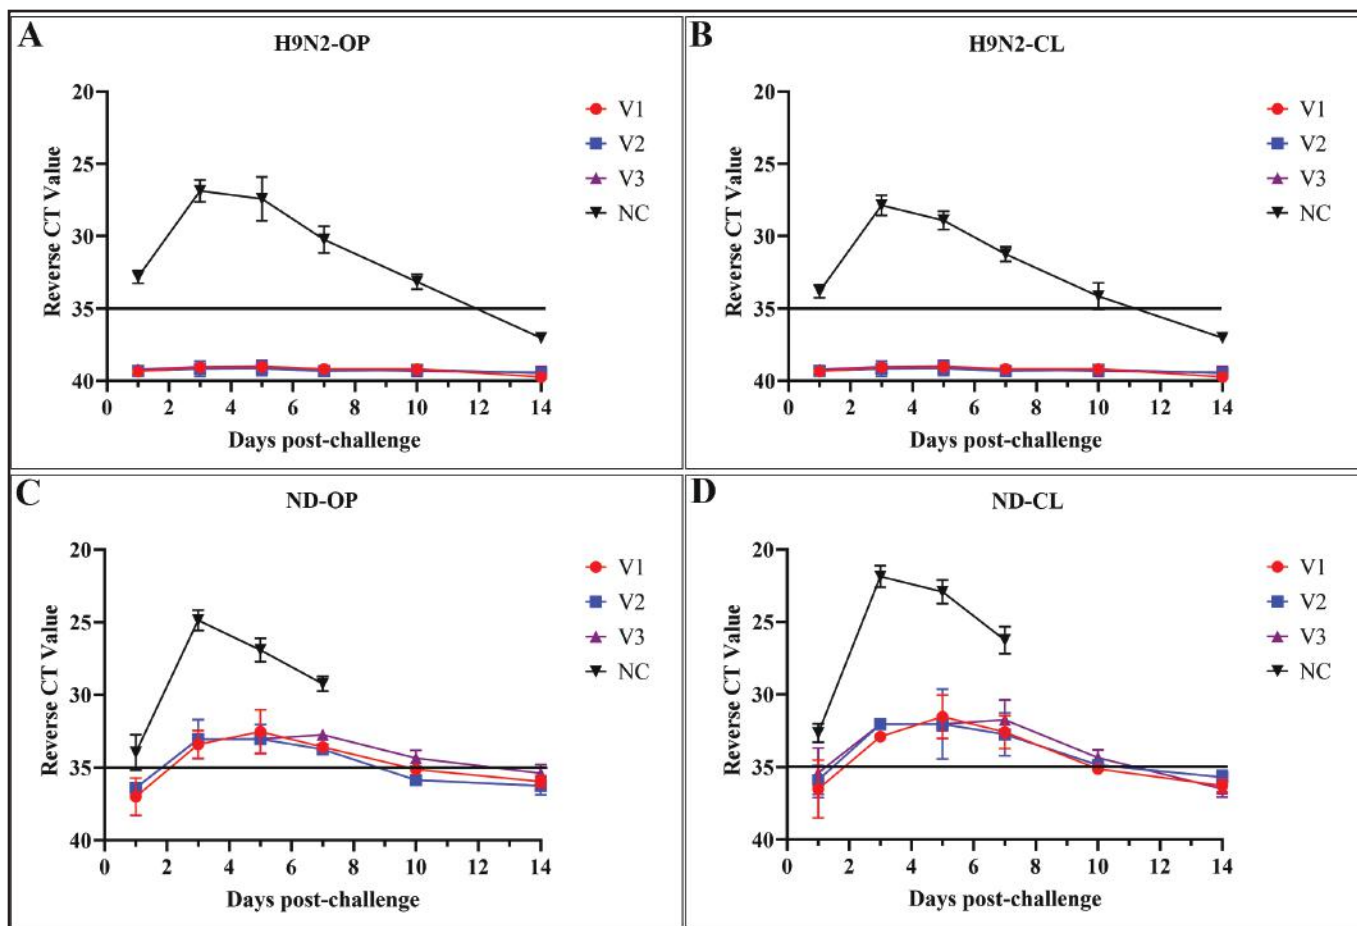 A
H9N2-OP
Reverse CT Value
20
25
30
35
40
0 2 4 6 8 10 12 14
Days post-challenge
V1
V2
V3
NC
B
H9N2-CL
Reverse CT Value
20
25
30
35
40
0 2 4 6 8 10 12 14
Days post-challenge
V1
V2
V3
NC
C
ND-OP
Reverse CT Value
20
25
30
35
40
0 2 4 6 8 10 12 14
Days post-challenge
V1
V2
V3
NC
D
ND-CL
Reverse CT Value
20
25
30
35
40
0 2 4 6 8 10 12 14
Days post-challenge
V1
V2
V3
NC